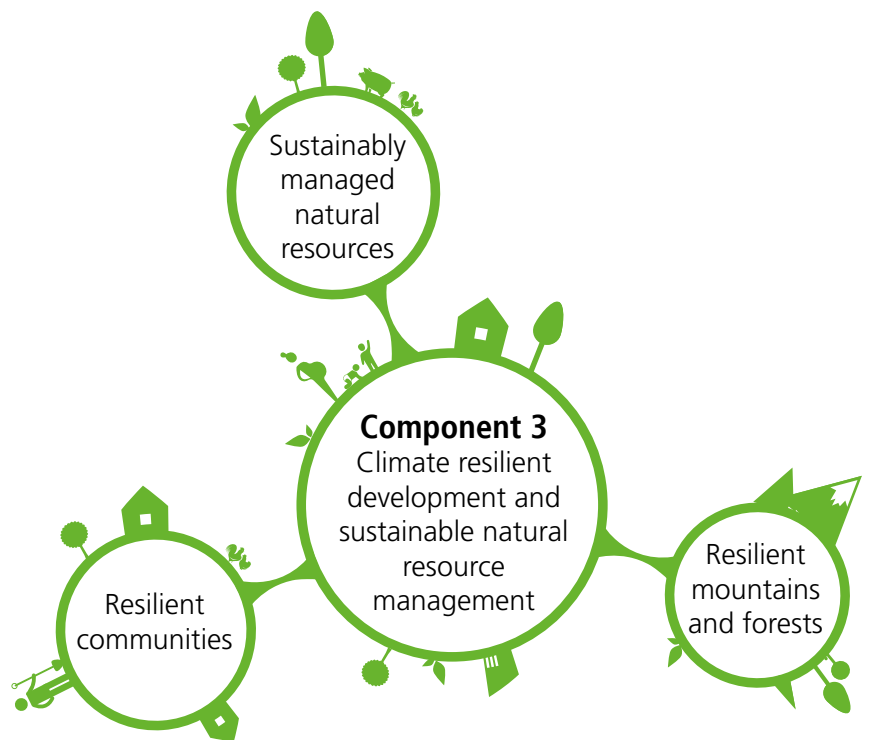 Sustainably
managed
natural
resources
Component 3
Climate resilient
development and
sustainable natural
resource
management
Resilient
communities
Resilient
mountains
and forests